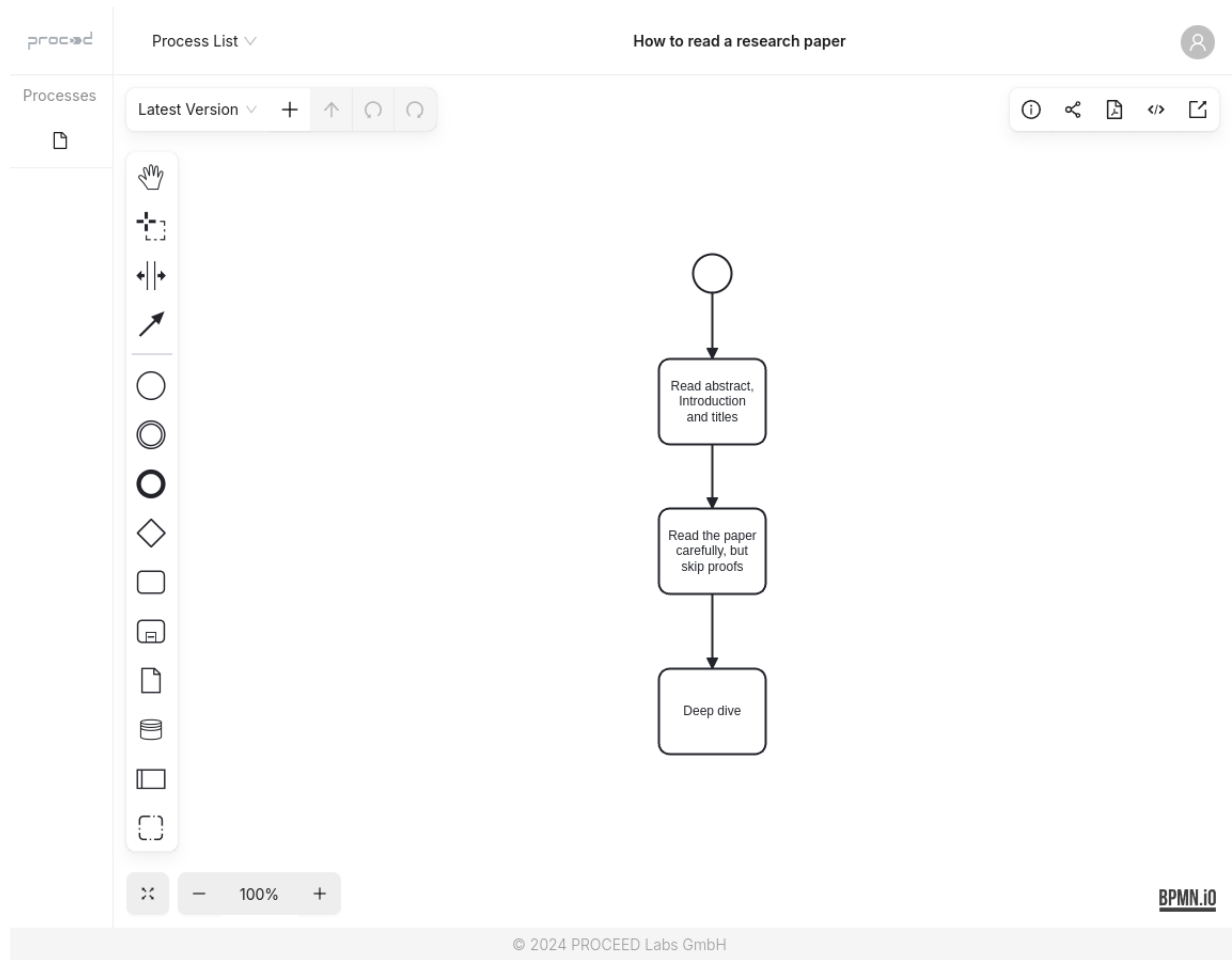 proceed
Process List
How to read a research paper
Processes
Latest Version
Read abstract,
Introduction
and titles
Read the paper
carefully, but
skip proofs
Deep dive
100%
BPMN.iO
© 2024 PROCEED Labs GmbH